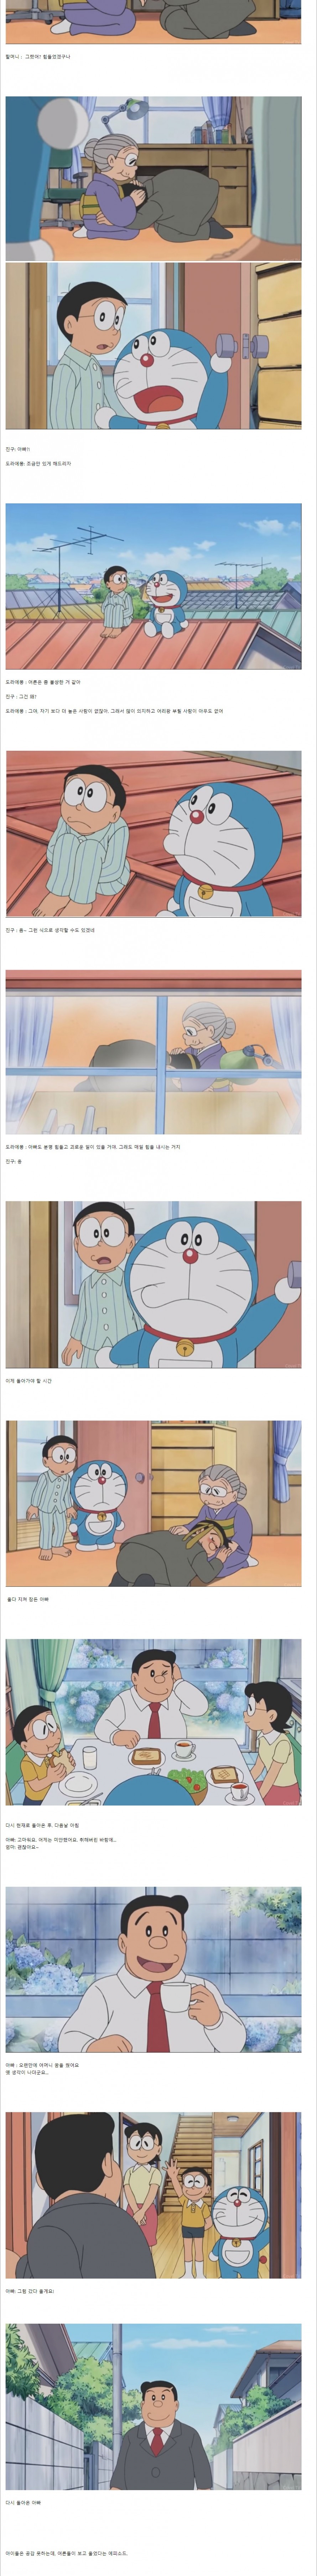 할머니 : 그랬어? 힘들었겠구나
진구: 아빠!!
도라에몽: 조금만 있게 해드리자
도라에몽 : 어른은 좀 불쌍한 거 같아
진구 : 그건 왜?
도라에몽 : 그야, 자기 보다 더 높은 사람이 없잖아. 그래서 많이 의지하고 어리광 부릴 사람이 아무도 없어
진구 : 흠~ 그런 식으로 생각할 수도 있겠네
도라에몽 : 아빠도 분명 힘들고 괴로운 일이 있을 거야. 그래도 매일 힘을 내시는 거지
진구: 응
이제 돌아가야 할 시간
울다 지쳐 잠든 아빠
다시 현재로 돌아온 후, 다음날 아침
아빠: 고마워요, 어제는 미안했어요. 취해버린 바람에..
엄마: 괜찮아요~
아빠 : 오랜만에 어머니 꿈을 꿨어요
옛 생각이 나더군요..
아빠: 그럼 갔다 올게요!
다시 돌아온 아빠
아이들은 공감 못하는데, 어른들이 보고 울었다는 에피소드.